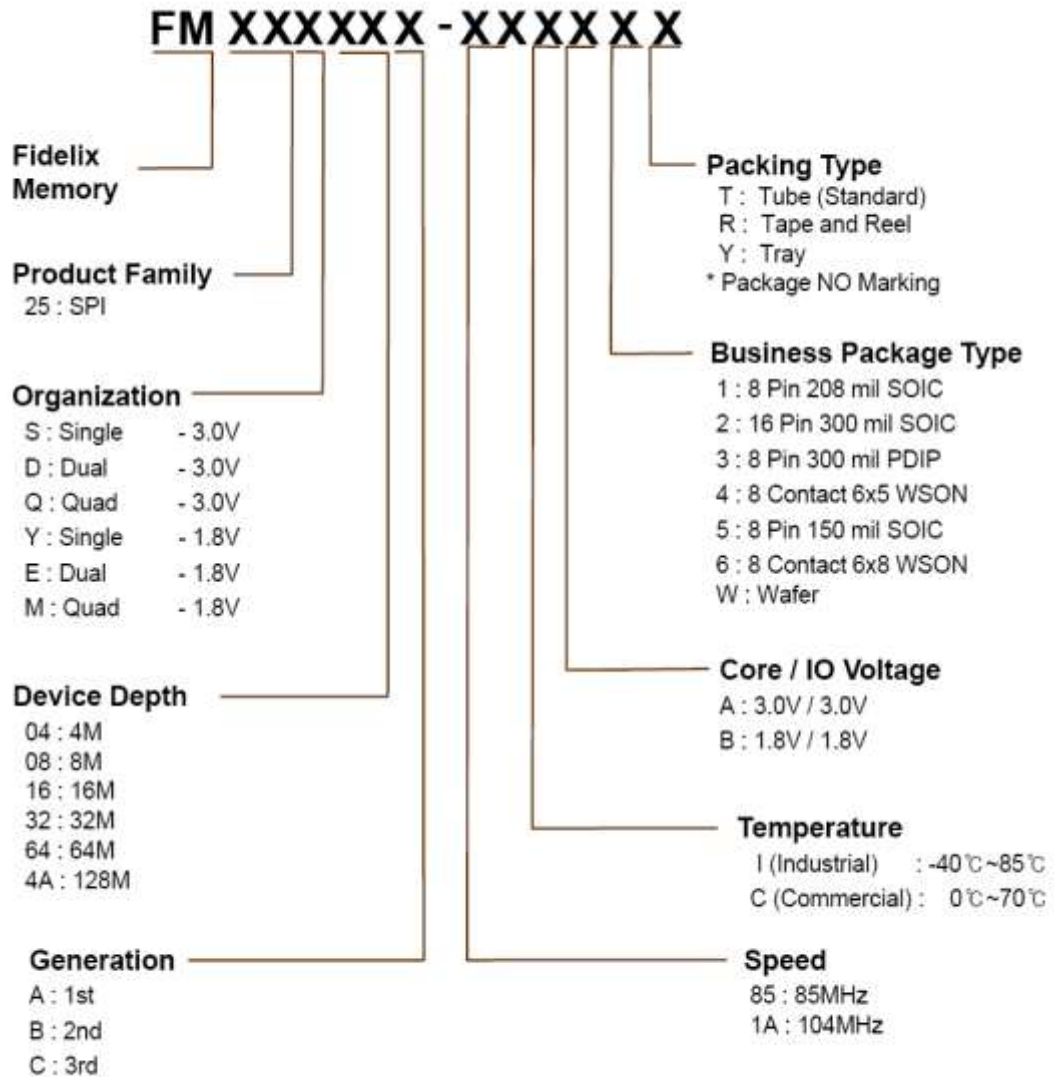 FM XXXXXX - XXXXXX
Fidelix
Memory
Product Family
25 : SPI
Organization
S : Single - 3.0V
D : Dual - 3.0V
Q : Quad - 3.0V
Y : Single - 1.8V
E : Dual - 1.8V
M : Quad - 1.8V
Device Depth
04 : 4M
08 : 8M
16 : 16M
32 : 32M
64 : 64M
4A : 128M
Generation
A : 1st
B : 2nd
C : 3rd
Packing Type
T : Tube (Standard)
R : Tape and Reel
Y : Tray
* Package NO Marking
Business Package Type
1 : 8 Pin 208 mil SOIC
2 : 16 Pin 300 mil SOIC
3 : 8 Pin 300 mil PDIP
4 : 8 Contact 6x5 WSON
5 : 8 Pin 150 mil SOIC
6 : 8 Contact 6x8 WSON
W : Wafer
Core / IO Voltage
A : 3.0V / 3.0V
B : 1.8V / 1.8V
Temperature
I (Industrial) : -40℃~85℃
C (Commercial) : 0℃~70℃
Speed
85 : 85MHz
1A : 104MHz